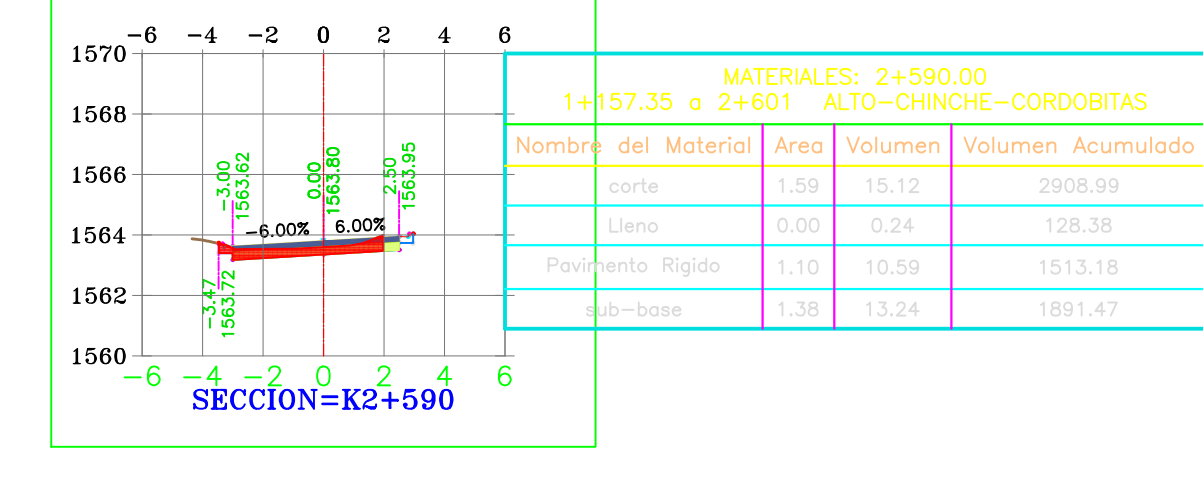 -6 -4 -2 0 2 4 6
1570
1568
1566
1564
1562
1560
-3.00
1563.62
0.00
1563.80
2.50
1563.95
-6.00% 6.00%
-3.47
1563.72
-6 -4 -2 0 2 4 6
SECCION=K2+590
MATERIALES: 2+590.00
1+157.35 a 2+601 ALTO-CHINCHE-CORDOBITAS
Nombre del Material Area Volumen Volumen Acumulado
corte 1.59 15.12 2908.99
Lleno 0.00 0.24 128.38
Pavimento Rigido 1.10 10.59 1513.18
sub-base 1.38 13.24 1891.47